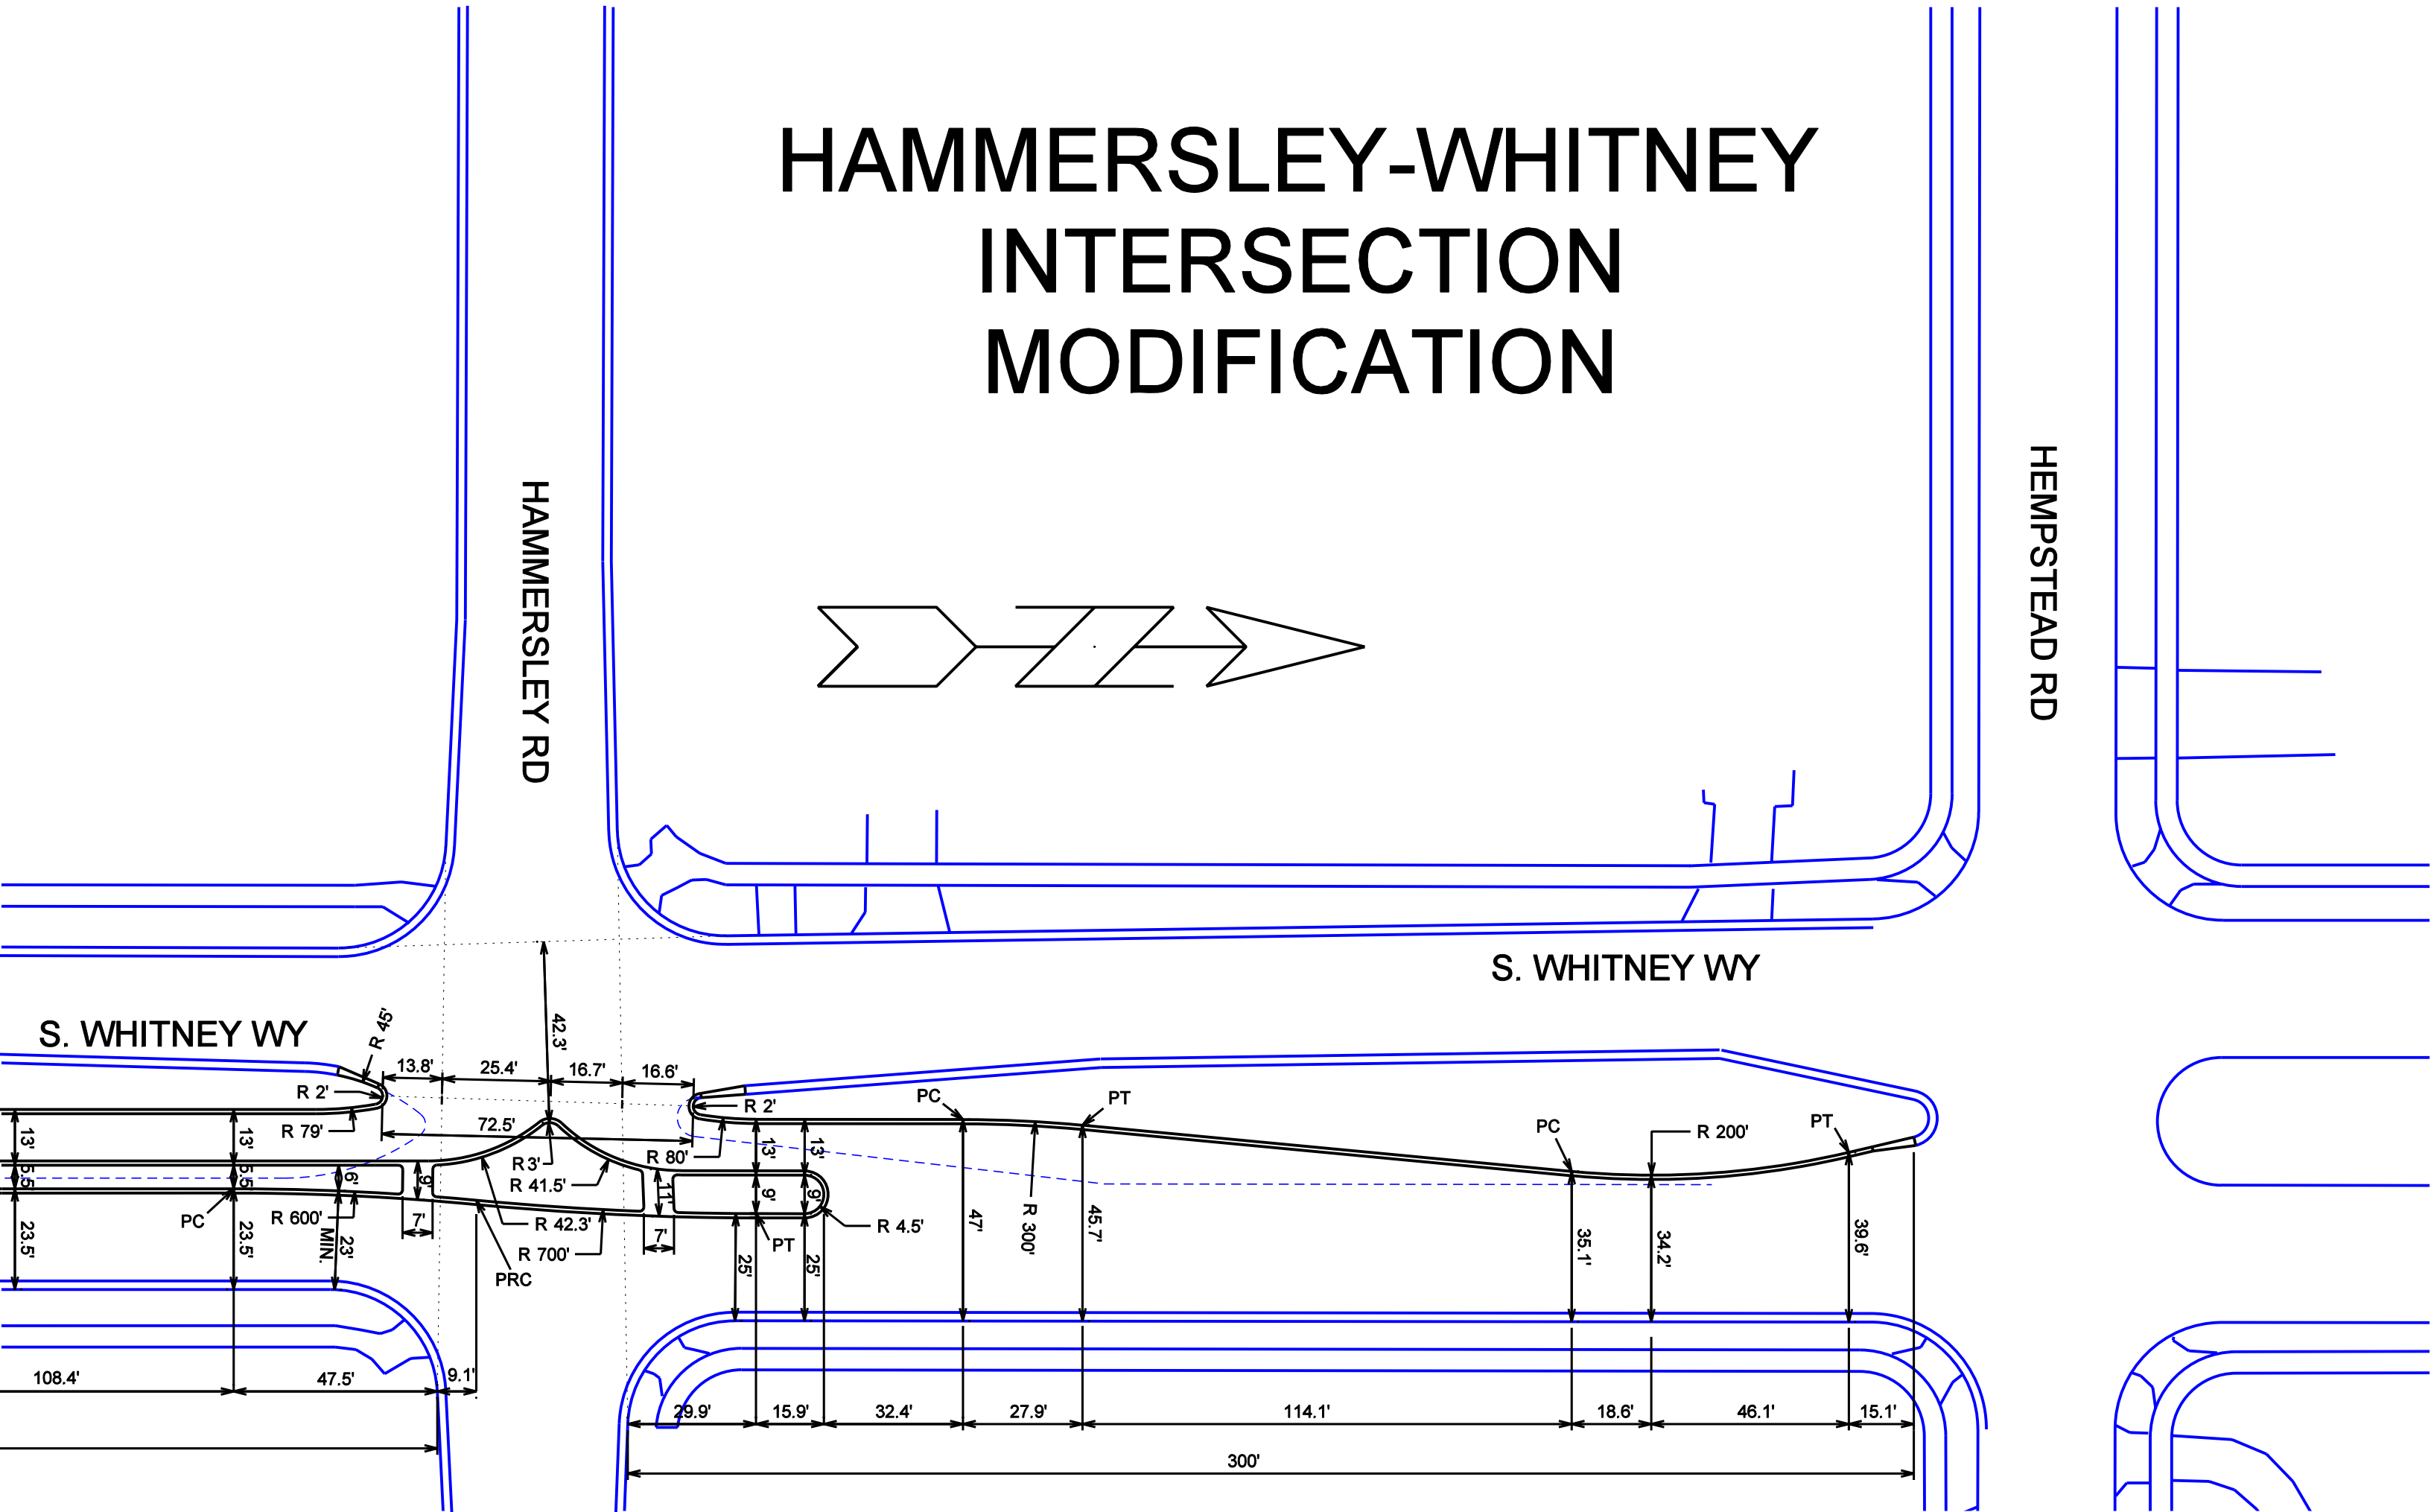 HAMMERSLEY-WHITNEY
INTERSECTION
MODIFICATION
HAMMERSLEY RD
HEMPSTEAD RD
S. WHITNEY WY
S. WHITNEY WY
R 45'
42.3'
13.8'
25.4'
16.7'
16.6'
R 2'
R 2'
PC
PT
72.5'
R 79'
R 80'
13'
13'
13'
13'
R 3'
R 41.5'
PC
R 200'
PT
5.5'
5.5'
6'
9'
11'
9'
9'
PC
R 600'
7'
R 42.3'
R 700'
PRC
7'
PT
R 4.5'
23.5'
23.5'
23'
MIN.
25'
25'
47'
R 300'
45.7'
35.1'
34.2'
39.6'
108.4'
47.5'
9.1'
29.9'
15.9'
32.4'
27.9'
114.1'
18.6'
46.1'
15.1'
300'